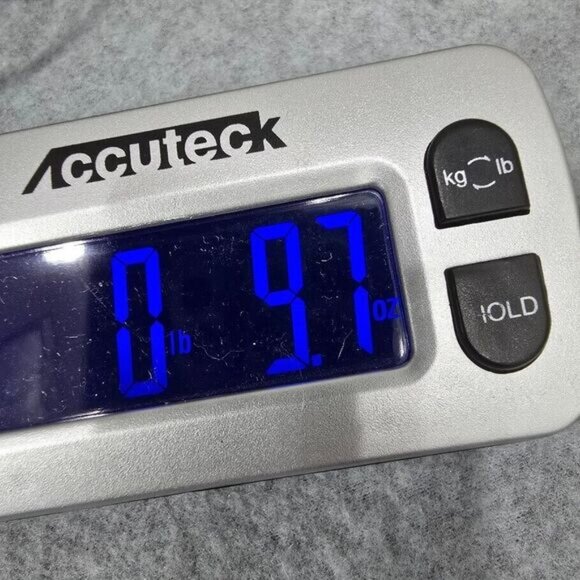 Accuteck
kg lb
0 lb 9.7 oz
HOLD